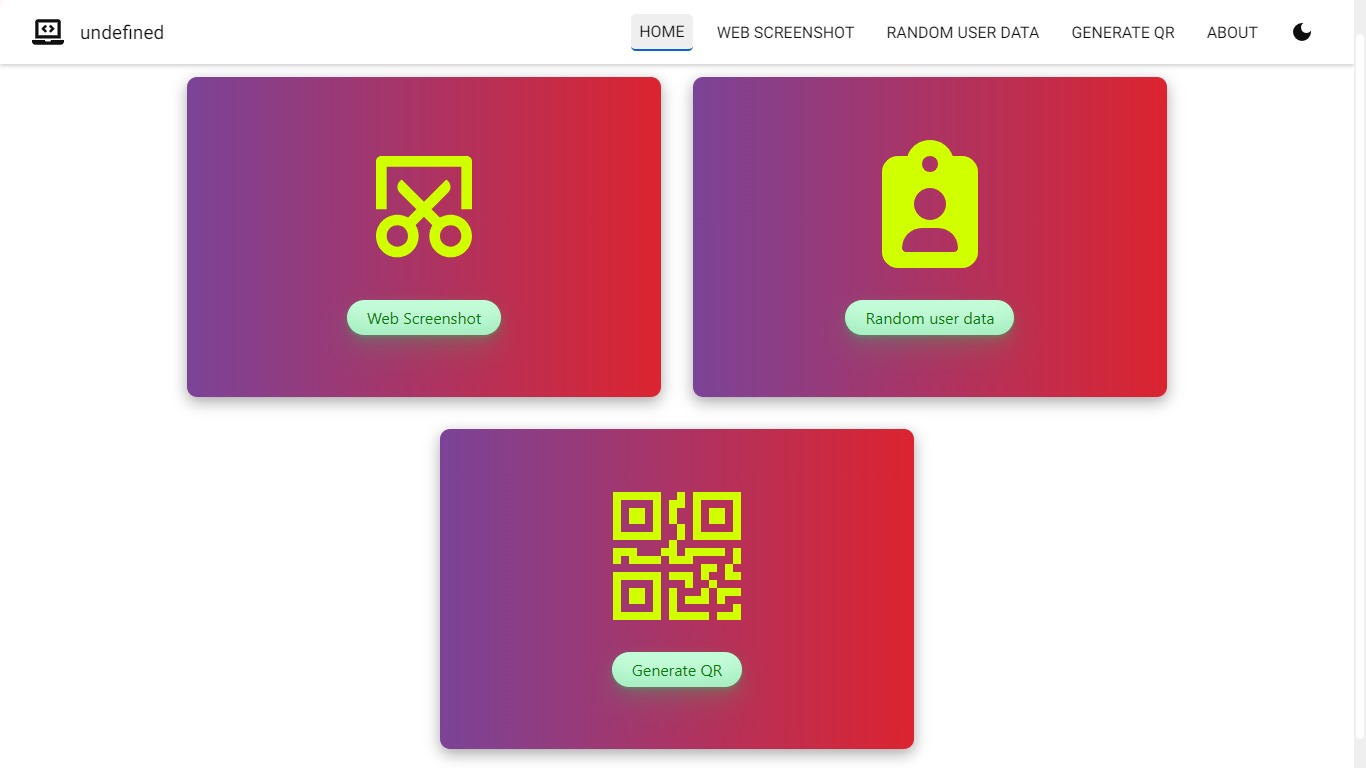 undefined
HOME
WEB SCREENSHOT
RANDOM USER DATA
GENERATE QR
ABOUT
Web Screenshot
Random user data
Generate QR